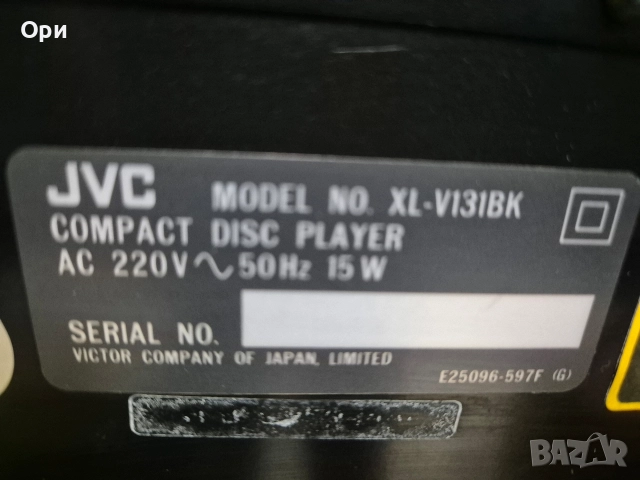 Ори
JVC MODEL NO. XL-V131BK
COMPACT DISC PLAYER
AC 220V ~ 50Hz 15W
SERIAL NO.
VICTOR COMPANY OF JAPAN, LIMITED
E25096-597F (G)
BAZAR